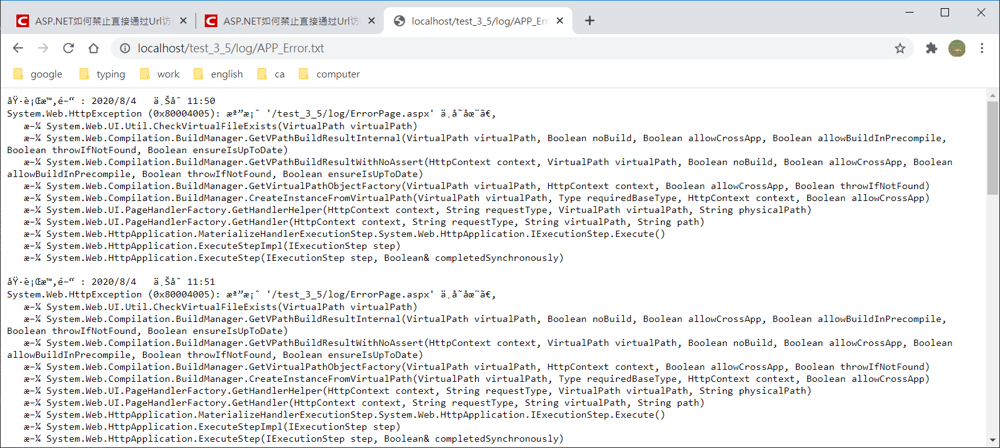 ASP.NET如何禁止直接通过Url访
ASP.NET如何禁止直接通过Url访
localhost/test_3_5/log/APP_Err
localhost/test_3_5/log/APP_Error.txt
google typing work english ca computer
åŸ·è¡Œæ™‚é–“ : 2020/8/4 ä¸Šåˆ 11:50
System.Web.HttpException (0x80004005): æª”æ¡ˆ '/test_3_5/log/ErrorPage.aspx' ä¸å­˜åœ¨ã€‚
æ–¼ System.Web.UI.Util.CheckVirtualFileExists(VirtualPath virtualPath)
æ–¼ System.Web.Compilation.BuildManager.GetVPathBuildResultInternal(VirtualPath virtualPath, Boolean noBuild, Boolean allowCrossApp, Boolean allowBuildInPrecompile,
Boolean throwIfNotFound, Boolean ensureIsUpToDate)
æ–¼ System.Web.Compilation.BuildManager.GetVPathBuildResultWithNoAssert(HttpContext context, VirtualPath virtualPath, Boolean noBuild, Boolean allowCrossApp, Boolean
allowBuildInPrecompile, Boolean throwIfNotFound, Boolean ensureIsUpToDate)
æ–¼ System.Web.Compilation.BuildManager.GetVirtualPathObjectFactory(VirtualPath virtualPath, HttpContext context, Boolean allowCrossApp, Boolean throwIfNotFound)
æ–¼ System.Web.Compilation.BuildManager.CreateInstanceFromVirtualPath(VirtualPath virtualPath, Type requiredBaseType, HttpContext context, Boolean allowCrossApp)
æ–¼ System.Web.UI.PageHandlerFactory.GetHandlerHelper(HttpContext context, String requestType, VirtualPath virtualPath, String physicalPath)
æ–¼ System.Web.UI.PageHandlerFactory.GetHandler(HttpContext context, String requestType, String virtualPath, String path)
æ–¼ System.Web.HttpApplication.MaterializeHandlerExecutionStep.System.Web.HttpApplication.IExecutionStep.Execute()
æ–¼ System.Web.HttpApplication.ExecuteStepImpl(IExecutionStep step)
æ–¼ System.Web.HttpApplication.ExecuteStep(IExecutionStep step, Boolean& completedSynchronously)
åŸ·è¡Œæ™‚é–“ : 2020/8/4 ä¸Šåˆ 11:51
System.Web.HttpException (0x80004005): æª”æ¡ˆ '/test_3_5/log/ErrorPage.aspx' ä¸å­˜åœ¨ã€‚
æ–¼ System.Web.UI.Util.CheckVirtualFileExists(VirtualPath virtualPath)
æ–¼ System.Web.Compilation.BuildManager.GetVPathBuildResultInternal(VirtualPath virtualPath, Boolean noBuild, Boolean allowCrossApp, Boolean allowBuildInPrecompile,
Boolean throwIfNotFound, Boolean ensureIsUpToDate)
æ–¼ System.Web.Compilation.BuildManager.GetVPathBuildResultWithNoAssert(HttpContext context, VirtualPath virtualPath, Boolean noBuild, Boolean allowCrossApp, Boolean
allowBuildInPrecompile, Boolean throwIfNotFound, Boolean ensureIsUpToDate)
æ–¼ System.Web.Compilation.BuildManager.GetVirtualPathObjectFactory(VirtualPath virtualPath, HttpContext context, Boolean allowCrossApp, Boolean throwIfNotFound)
æ–¼ System.Web.Compilation.BuildManager.CreateInstanceFromVirtualPath(VirtualPath virtualPath, Type requiredBaseType, HttpContext context, Boolean allowCrossApp)
æ–¼ System.Web.UI.PageHandlerFactory.GetHandlerHelper(HttpContext context, String requestType, VirtualPath virtualPath, String physicalPath)
æ–¼ System.Web.UI.PageHandlerFactory.GetHandler(HttpContext context, String requestType, String virtualPath, String path)
æ–¼ System.Web.HttpApplication.MaterializeHandlerExecutionStep.System.Web.HttpApplication.IExecutionStep.Execute()
æ–¼ System.Web.HttpApplication.ExecuteStepImpl(IExecutionStep step)
æ–¼ System.Web.HttpApplication.ExecuteStep(IExecutionStep step, Boolean& completedSynchronously)